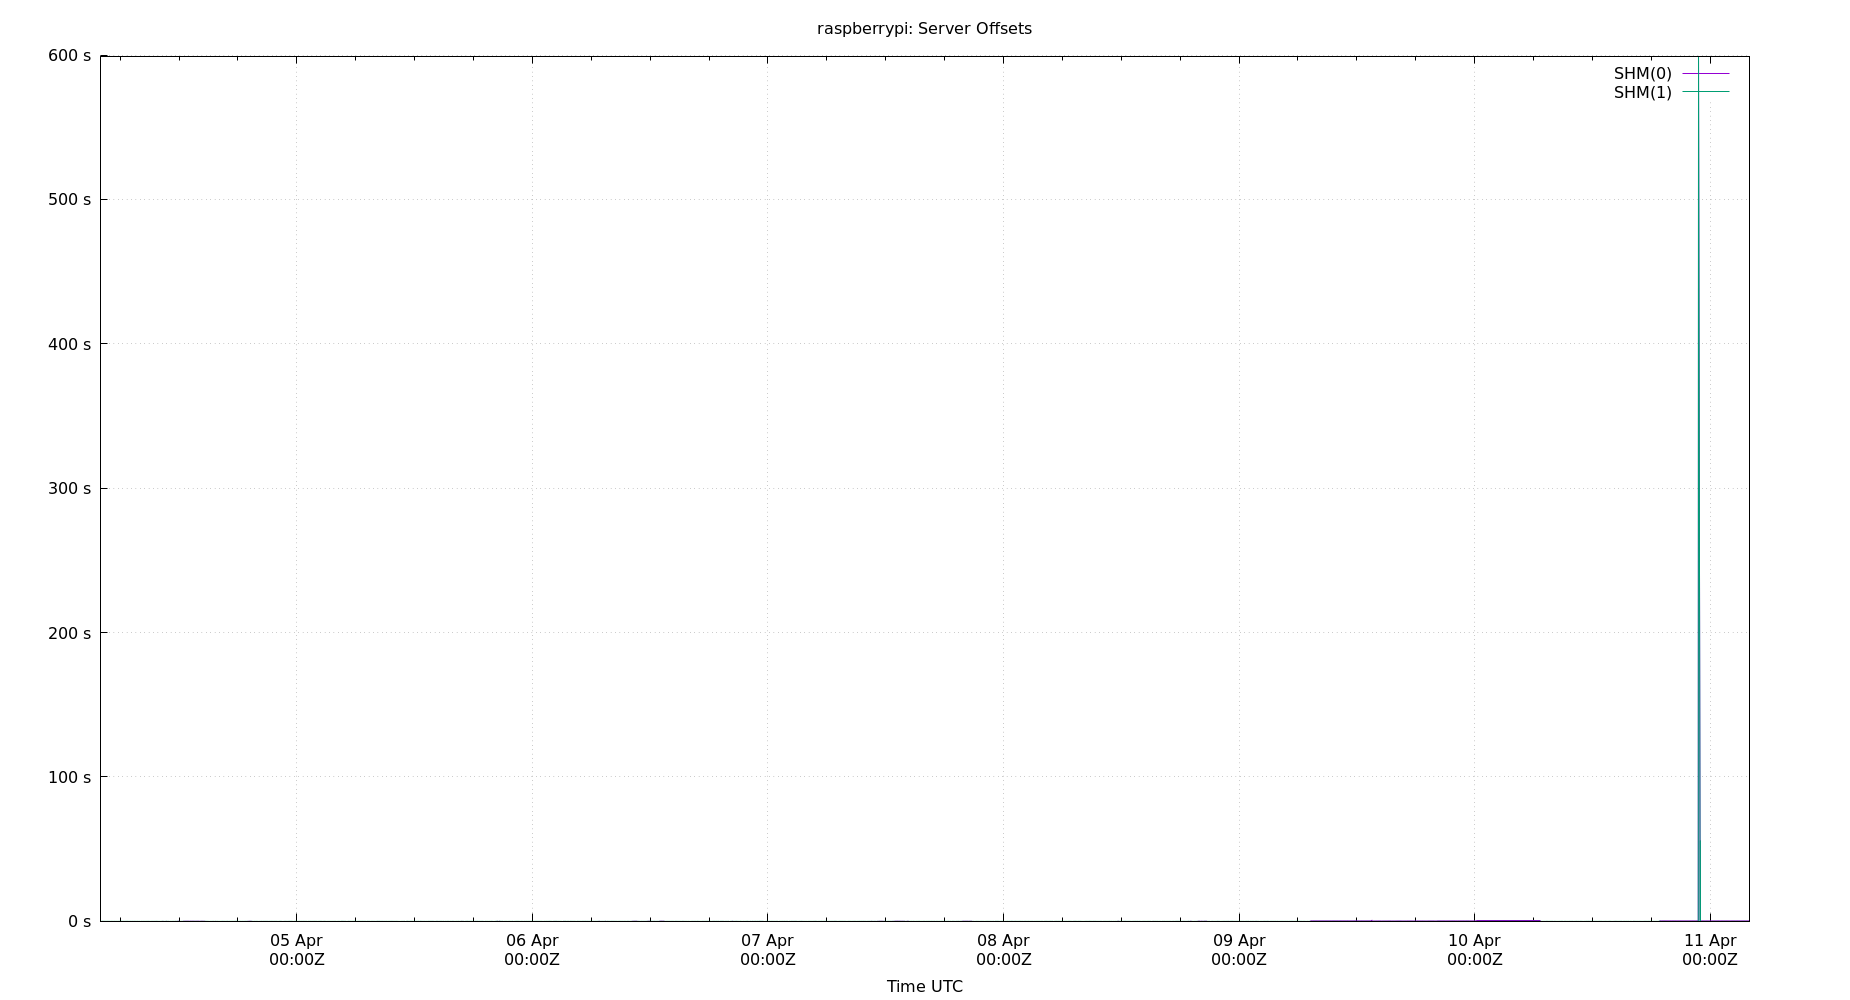 raspberrypi: Server Offsets
600 s
500 s
400 s
300 s
200 s
100 s
0 s
SHM(0)
SHM(1)
05 Apr 06 Apr 07 Apr 08 Apr 09 Apr 10 Apr 11 Apr
00:00Z 00:00Z 00:00Z 00:00Z 00:00Z 00:00Z 00:00Z
Time UTC